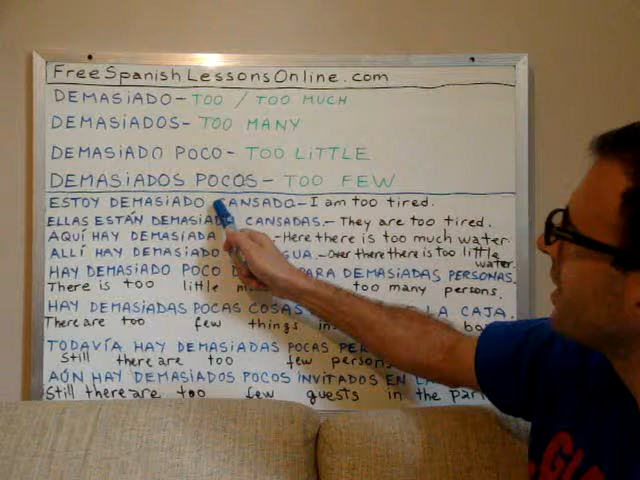 FreeSpanishLessonsOnline.com
DEMASIADO – TOO / TOO MUCH
DEMASIADOS – TOO MANY
DEMASIADO POCO – TOO LITTLE
DEMASIADOS POCOS – TOO FEW
ESTOY DEMASIADO CANSADO – I am too tired.
ELLAS ESTÁN DEMASIADO CANSADAS. – They are too tired.
AQUÍ HAY DEMASIADA – Here there is too much water.
ALLÍ HAY DEMASIADO GUA. – Over there there is too little water.
HAY DEMASIADO POCO PARA DEMASIADAS PERSONAS.
There is too little too many persons.
HAY DEMASIADAS POCAS COSAS LA CAJA.
There are too few things
TODAVÍA HAY DEMASIADAS POCAS
Still there are too few persons
AÚN HAY DEMASIADOS POCOS INVITADOS EN
Still there are too few guests in the